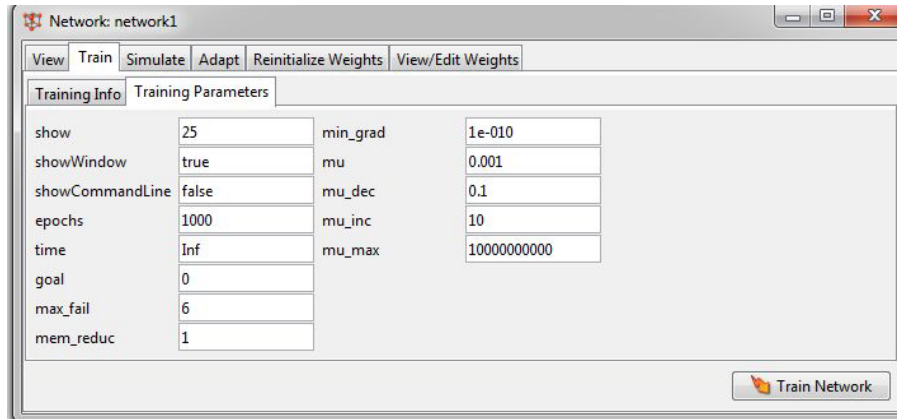 Network: network1
View Train Simulate Adapt Reinitialize Weights View/Edit Weights
Training Info Training Parameters
show 25 min_grad 1e-010
showWindow true mu 0.001
showCommandLine false mu_dec 0.1
epochs 1000 mu_inc 10
time Inf mu_max 10000000000
goal 0
max_fail 6
mem_reduc 1
Train Network